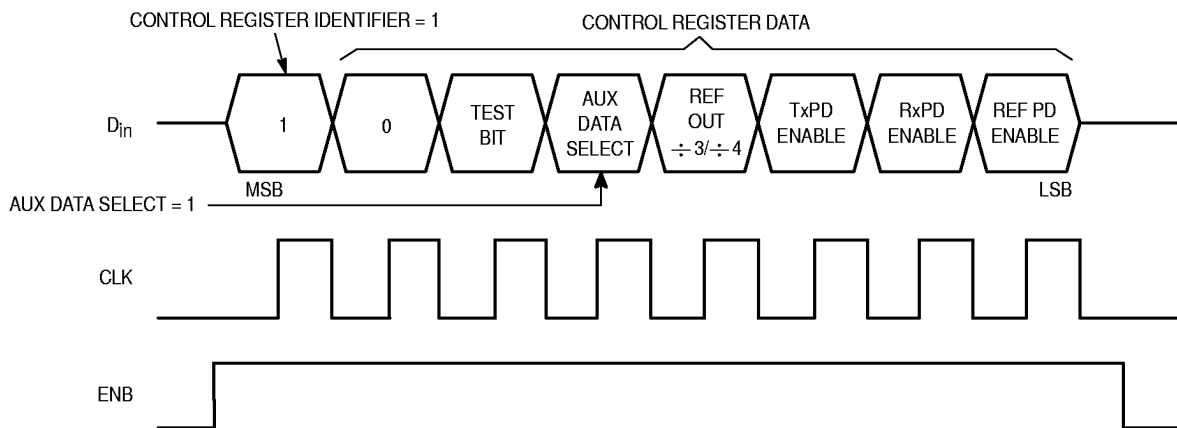 CONTROL REGISTER IDENTIFIER = 1
CONTROL REGISTER DATA
Din
1
0
TEST
BIT
AUX
DATA
SELECT
REF
OUT
÷3/÷4
TxPD
ENABLE
RxPD
ENABLE
REF PD
ENABLE
MSB
LSB
AUX DATA SELECT = 1
CLK
ENB